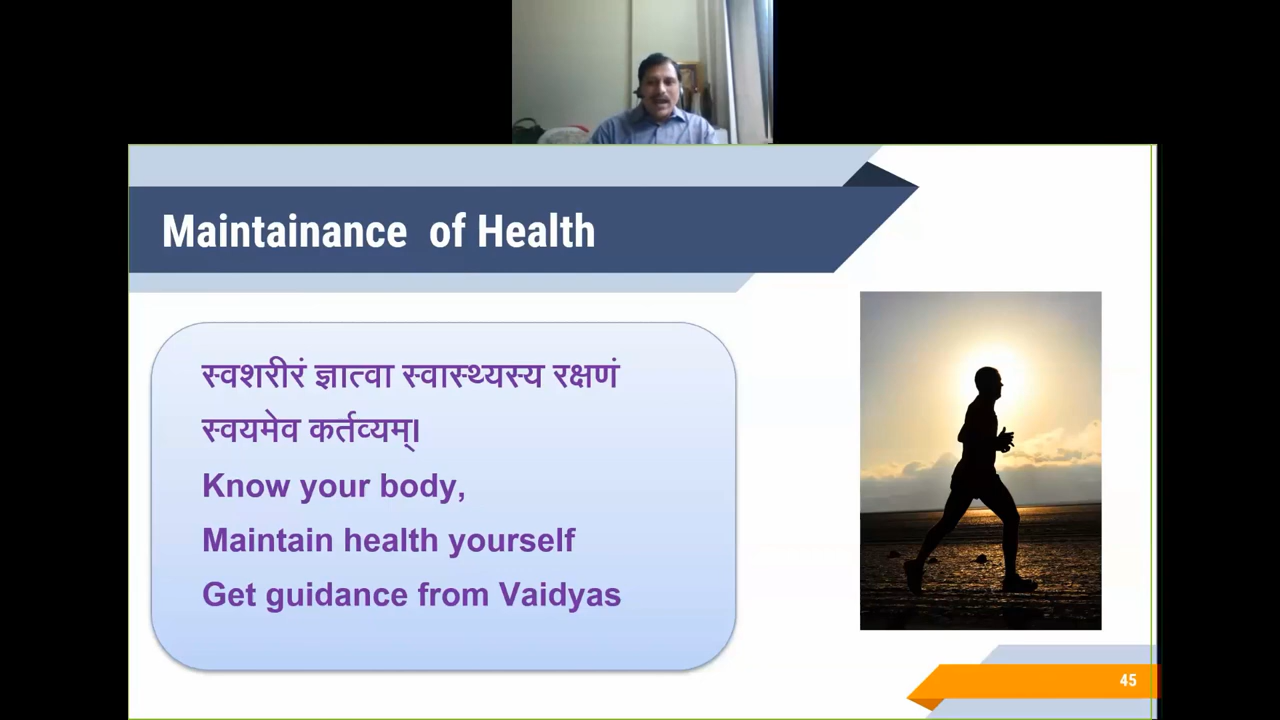 Maintainance of Health
स्वशरीरं ज्ञात्वा स्वास्थ्यस्य रक्षणं
स्वयमेव कर्तव्यम्।
Know your body,
Maintain health yourself
Get guidance from Vaidyas
45